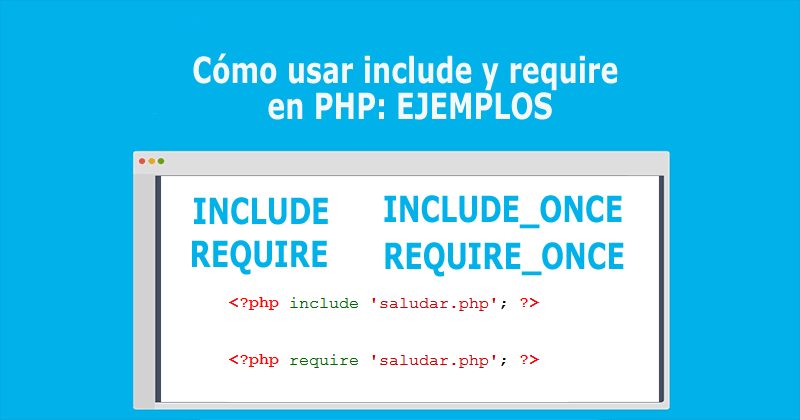 Cómo usar include y require
en PHP: EJEMPLOS
INCLUDE
REQUIRE
INCLUDE_ONCE
REQUIRE_ONCE
<?php include 'saludar.php'; ?>
<?php require 'saludar.php'; ?>